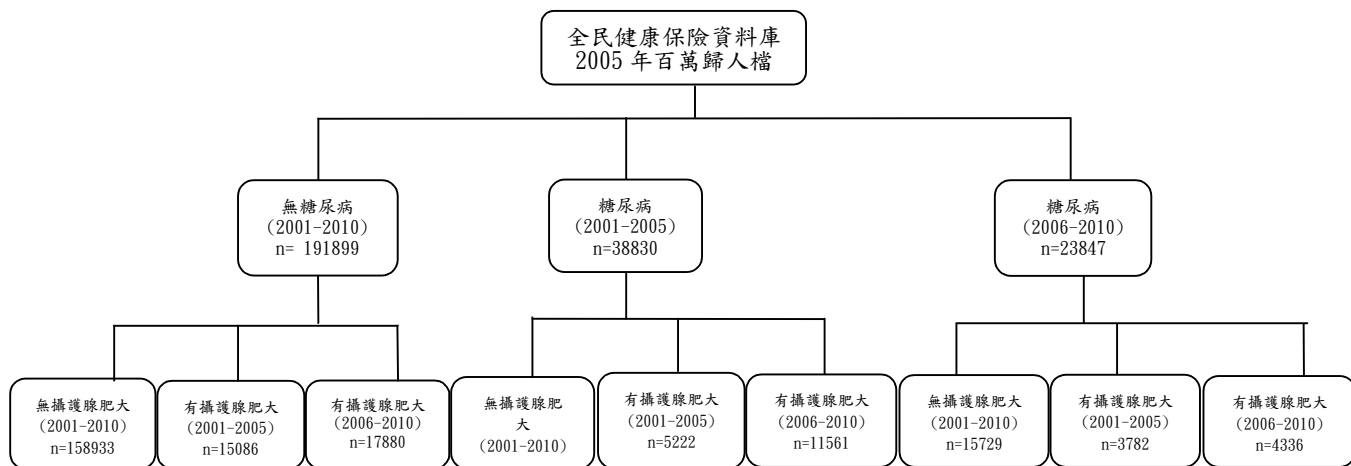 全民健康保險資料庫
2005 年百萬歸人檔
無糖尿病
(2001-2010)
n= 191899
糖尿病
(2001-2005)
n=38830
糖尿病
(2006-2010)
n=23847
無攝護腺肥大
(2001-2010)
n=158933
有攝護腺肥大
(2001-2005)
n=15086
有攝護腺肥大
(2006-2010)
n=17880
無攝護腺肥
大
(2001-2010)
有攝護腺肥大
(2001-2005)
n=5222
有攝護腺肥大
(2006-2010)
n=11561
無攝護腺肥大
(2001-2010)
n=15729
有攝護腺肥大
(2001-2005)
n=3782
有攝護腺肥大
(2006-2010)
n=4336